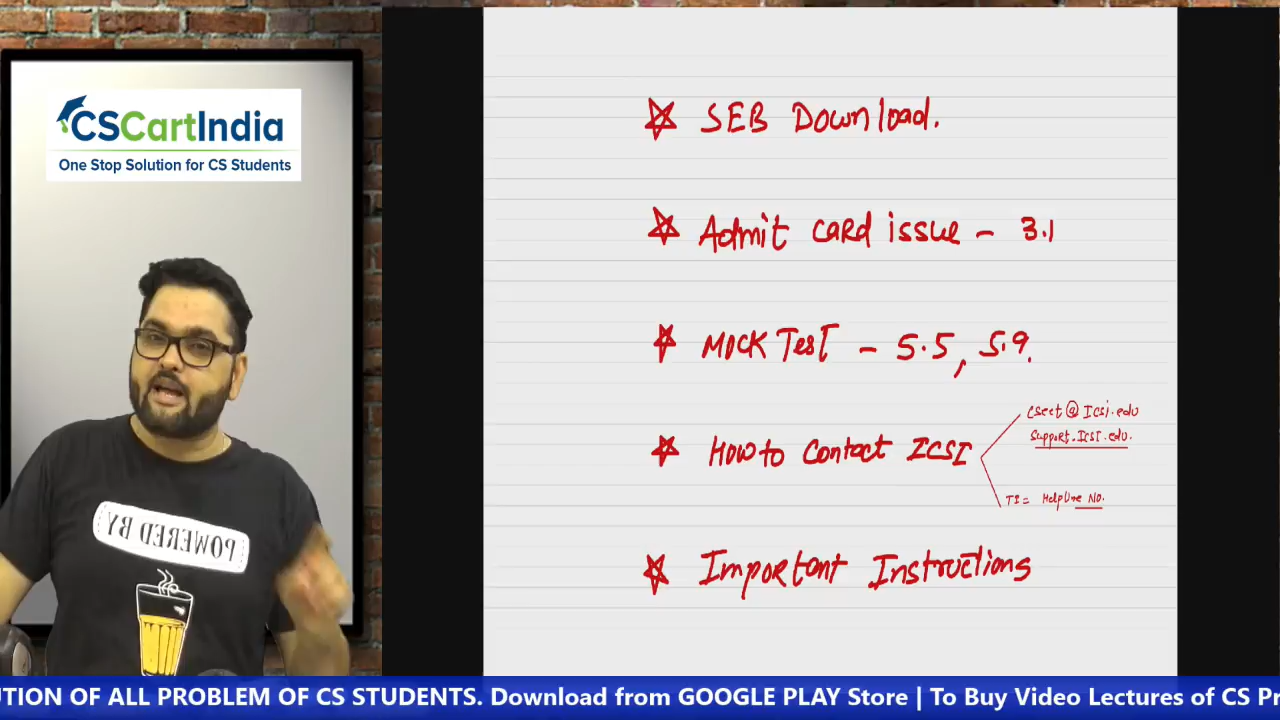 CSCartIndia
One Stop Solution for CS Students
POWERED BY
☆ SEB Download.
☆ Admit card issue - 3.1
☆ Mock Test - 5.5, 5.9.
☆ How to Contact ICSI
cseet@icsi.edu
support.ICSI.edu.
TI = Helpline No.
☆ Important Instructions
UTION OF ALL PROBLEM OF CS STUDENTS. Download from GOOGLE PLAY Store | To Buy Video Lectures of CS Pr